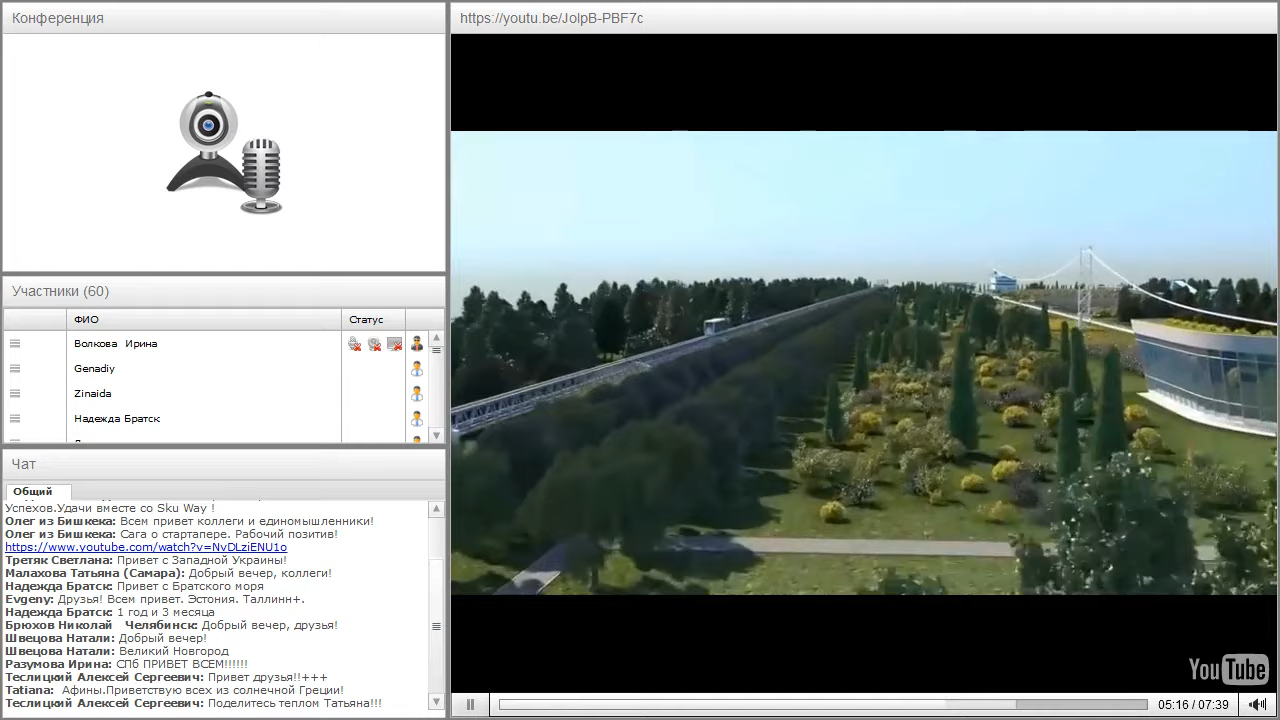 Конференция
https://youtu.be/JolpB-PBF7c
Участники (60)
ФИО
Статус
Волкова Ирина
Genadiy
Zinaida
Надежда Братск
Чат
Общий
Успехов.Удачи вместе со Sku Way !
Олег из Бишкека: Всем привет коллеги и единомышленники!
Олег из Бишкека: Сага о стартапере. Рабочий позитив!
https://www.youtube.com/watch?v=NvDLziENU1o
Третяк Светлана: Привет с Западной Украины!
Малахова Татьяна (Самара): Добрый вечер, коллеги!
Надежда Братск: Привет с Братского моря
Evgeny: Друзья! Всем привет. Эстония. Таллинн+.
Надежда Братск: 1 год и 3 месяца
Брюхов Николай Челябинск: Добрый вечер, друзья!
Швецова Натали: Добрый вечер!
Швецова Натали: Великий Новгород
Разумова Ирина: СПб ПРИВЕТ ВСЕМ!!!!!!
Теслицкий Алексей Сергеевич: Привет друзья!!+++
Tatiana: Афины.Приветствую всех из солнечной Греции!
Теслицкий Алексей Сергеевич: Поделитесь теплом Татьяна!!!
YouTube
05:16 / 07:39